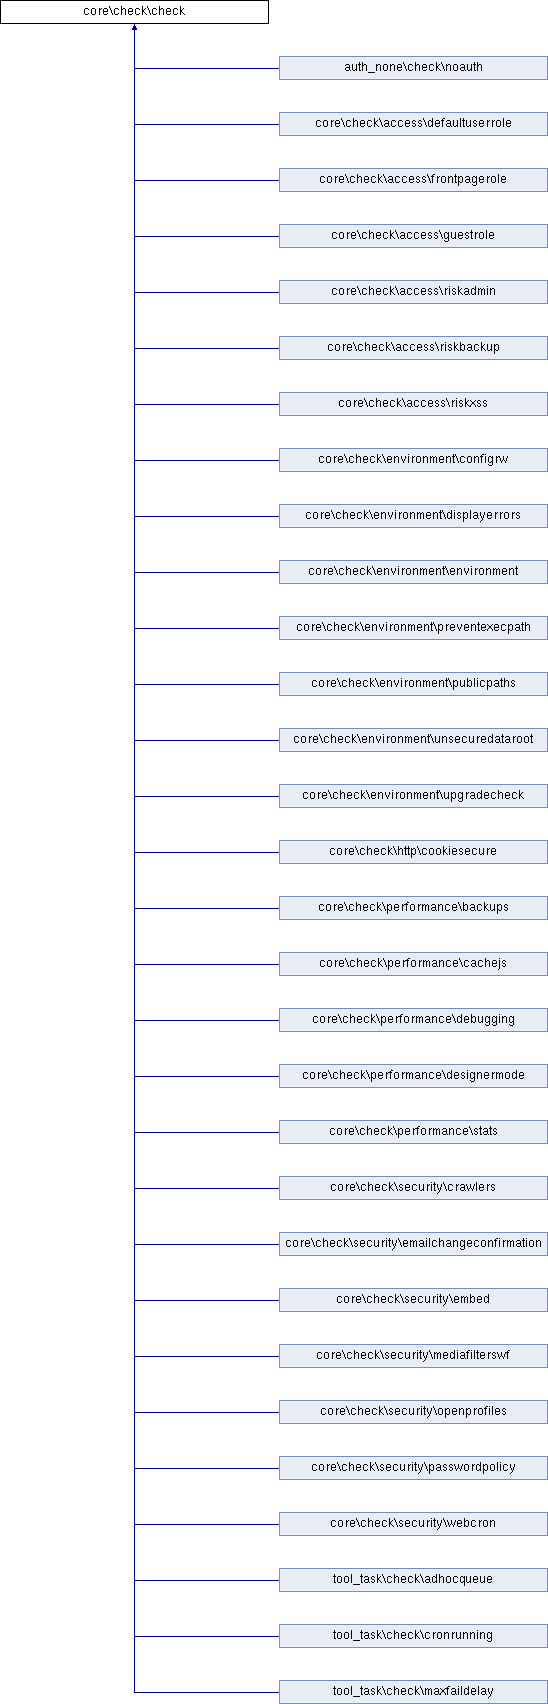 core\check\check
auth_none\check\noauth
core\check\access\defaultuserrole
core\check\access\frontpagerole
core\check\access\guestrole
core\check\access\riskadmin
core\check\access\riskbackup
core\check\access\riskxss
core\check\environment\configrw
core\check\environment\displayerrors
core\check\environment\environment
core\check\environment\preventexecpath
core\check\environment\publicpaths
core\check\environment\unsecuredataroot
core\check\environment\upgradecheck
core\check\http\cookiesecure
core\check\performance\backups
core\check\performance\cachejs
core\check\performance\debugging
core\check\performance\designermode
core\check\performance\stats
core\check\security\crawlers
core\check\security\emailchangeconfirmation
core\check\security\embed
core\check\security\mediafilterswf
core\check\security\openprofiles
core\check\security\passwordpolicy
core\check\security\webcron
tool_task\check\adhocqueue
tool_task\check\cronrunning
tool_task\check\maxfaildelay